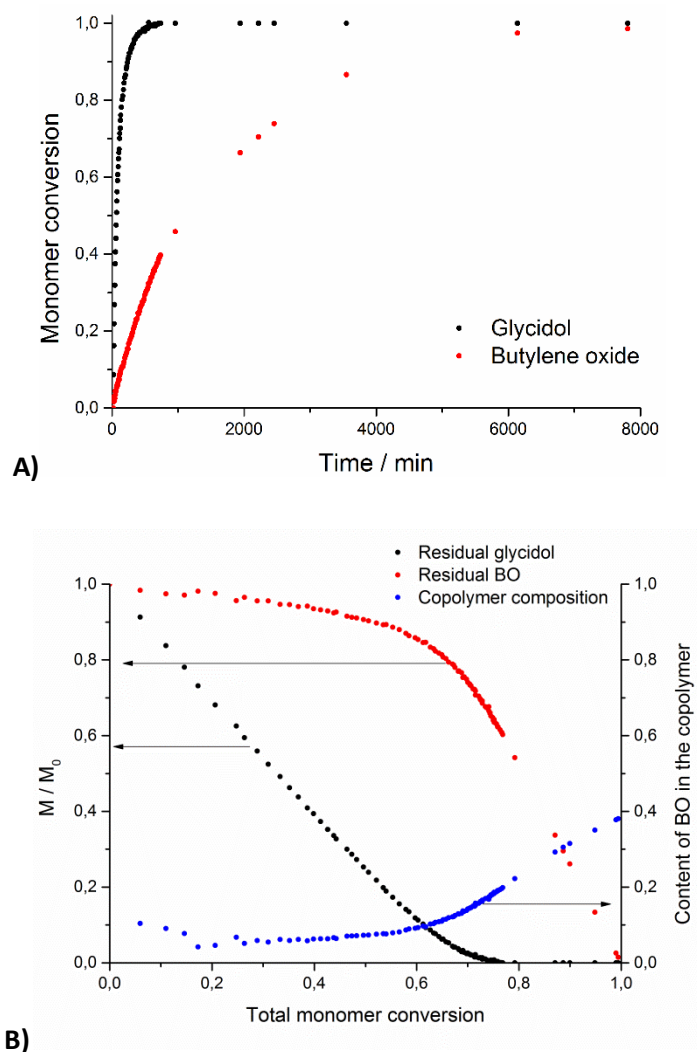 1,0
0,8
0,6
0,4
0,2
0,0
Monomer conversion
Glycidol
Butylene oxide
0 2000 4000 6000 8000
Time / min
A)
Residual glycidol
Residual BO
Copolymer composition
1,0 1,0
0,8 0,8
0,6 0,6
0,4 0,4
0,2 0,2
0,0 0,0
M / M0
Content of BO in the copolymer
0,0 0,2 0,4 0,6 0,8 1,0
Total monomer conversion
B)